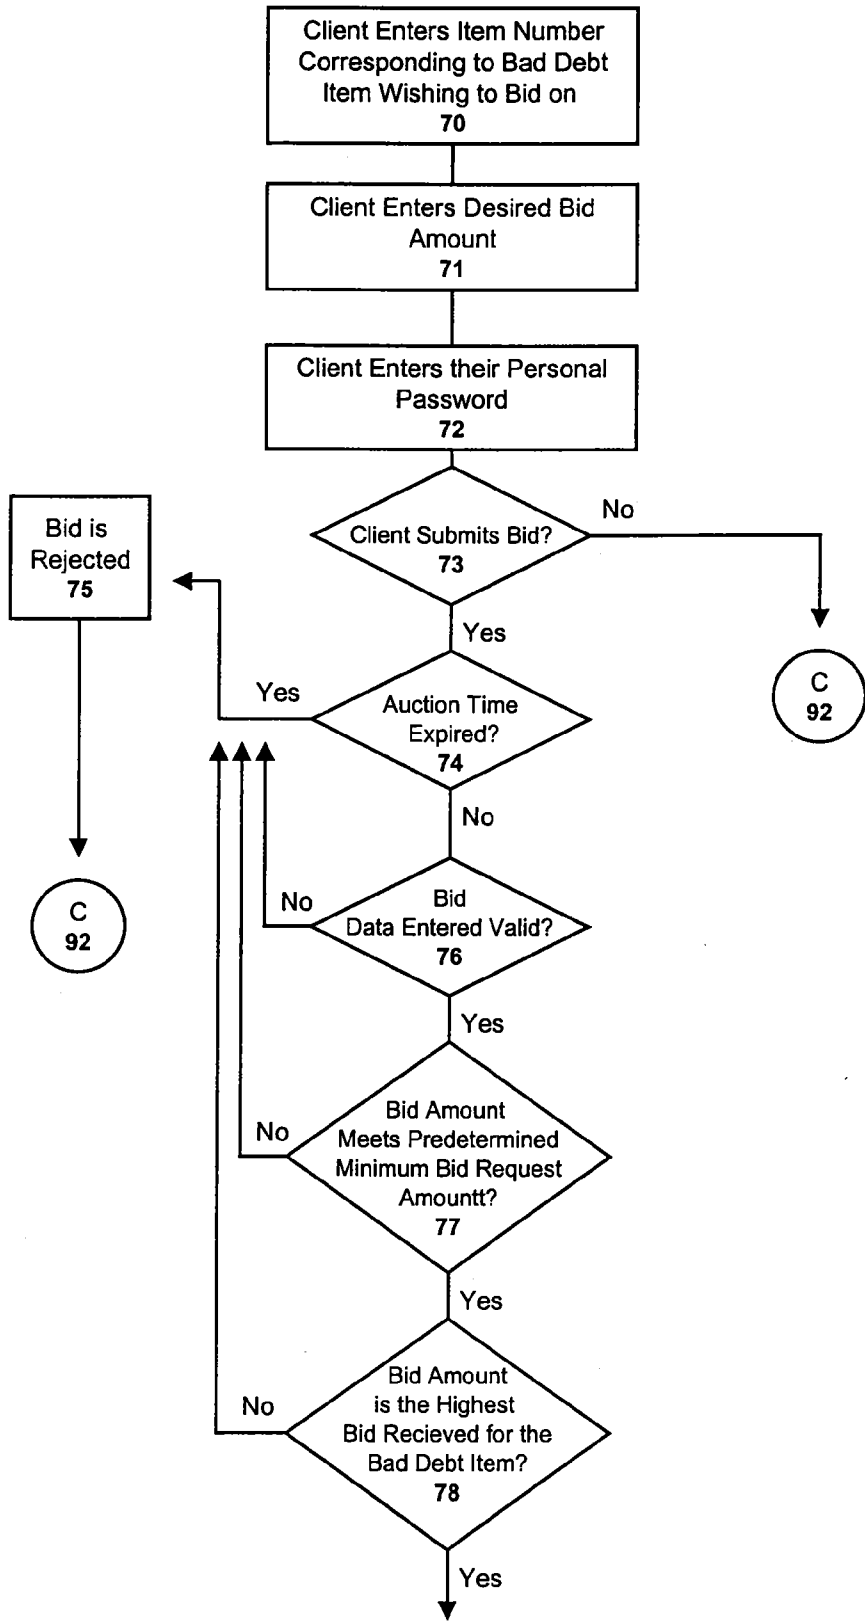 Client Enters Item Number
Corresponding to Bad Debt
Item Wishing to Bid on
70
Client Enters Desired Bid
Amount
71
Client Enters their Personal
Password
72
Client Submits Bid?
73
No
Yes
Bid is
Rejected
75
C
92
Auction Time
Expired?
74
Yes
No
C
92
Bid
Data Entered Valid?
76
No
Yes
Bid Amount
Meets Predetermined
Minimum Bid Request
Amountt?
77
No
Yes
Bid Amount
is the Highest
Bid Recieved for the
Bad Debt Item?
78
No
Yes